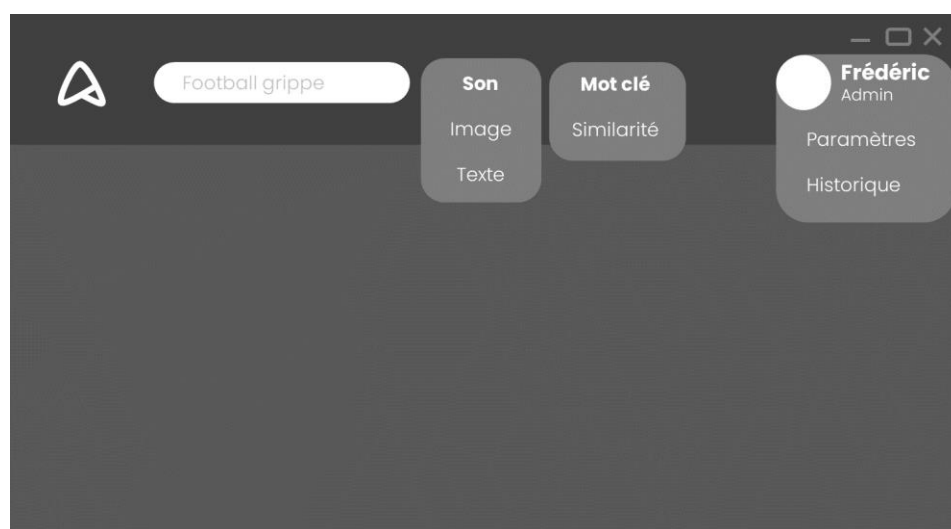 Football grippe
Son
Image
Texte
Mot clé
Similarité
Frédéric
Admin
Paramètres
Historique